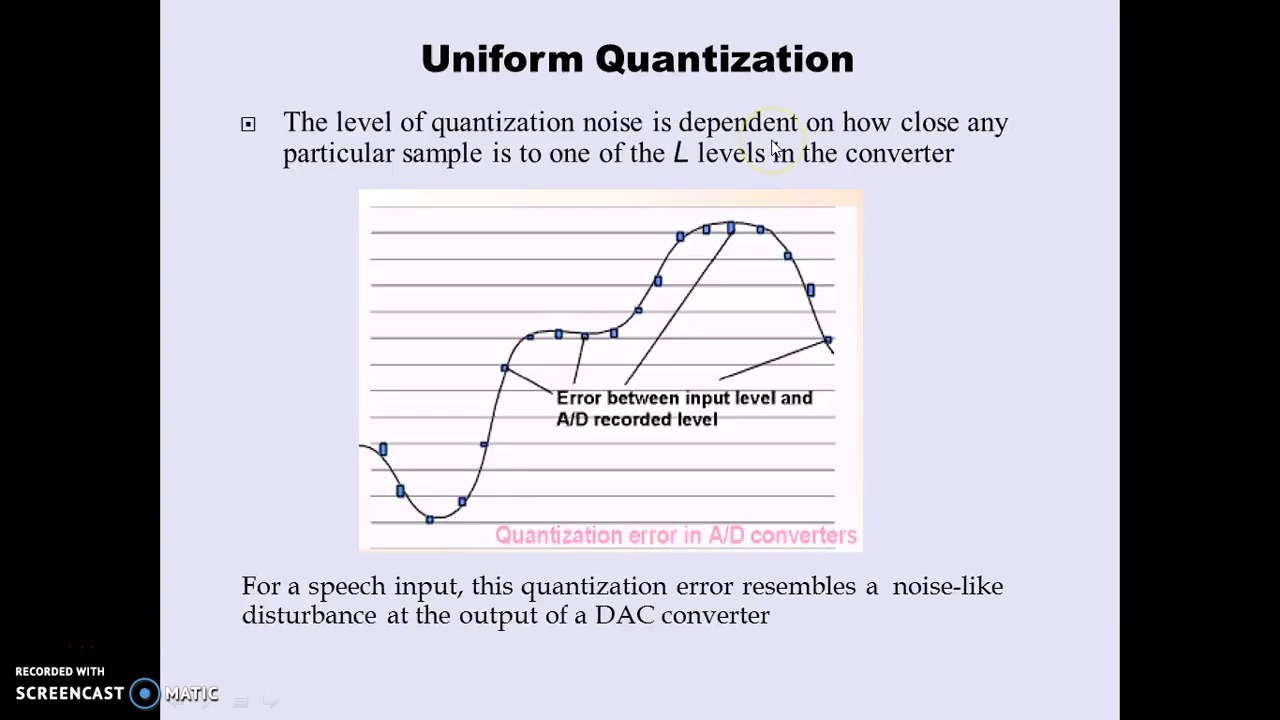 Uniform Quantization
The level of quantization noise is dependent on how close any
particular sample is to one of the L levels in the converter
Error between input level and
A/D recorded level
Quantization error in A/D converters
For a speech input, this quantization error resembles a noise-like
disturbance at the output of a DAC converter
RECORDED WITH
SCREENCAST MATIC